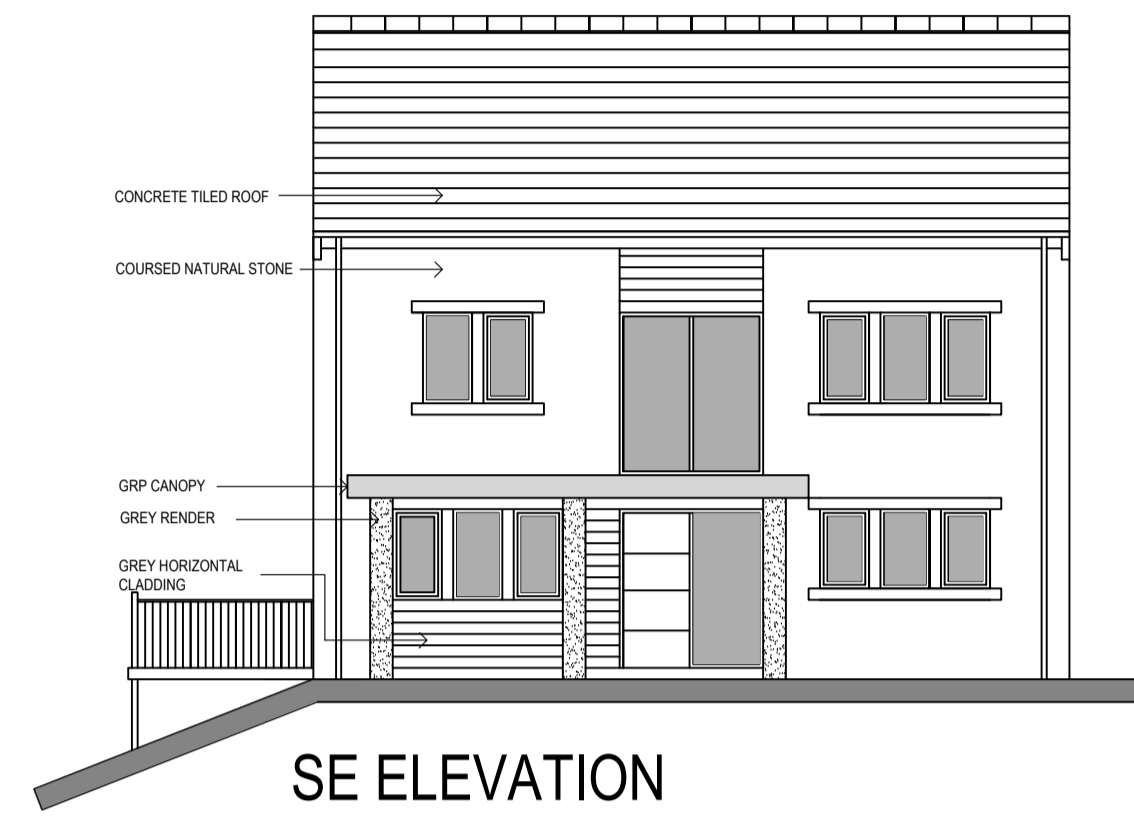 CONCRETE TILED ROOF
COURSED NATURAL STONE
GRP CANOPY
GREY RENDER
GREY HORIZONTAL
CLADDING
SE ELEVATION